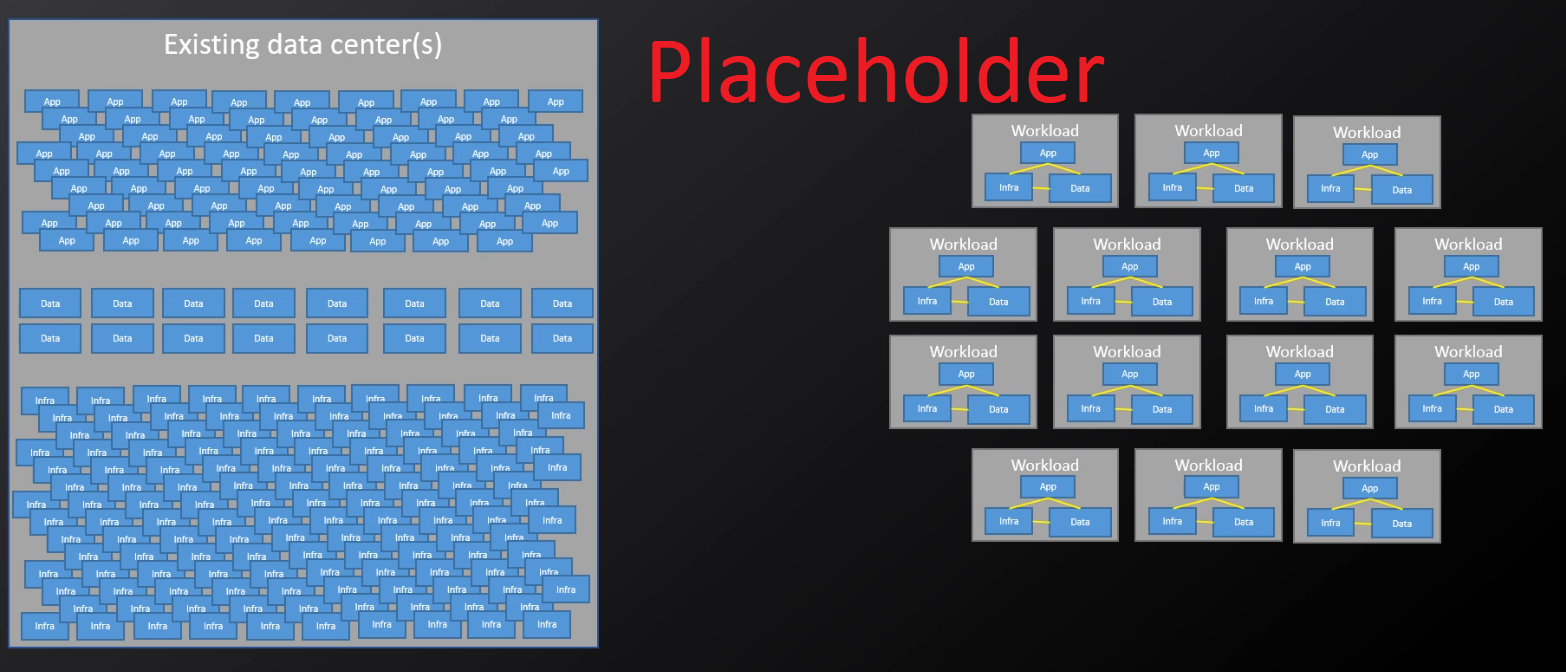 Existing data center(s)
App App App App App App App App App
App App App App App App App App
App App App App App App App App
App App App App App App App App App
App App App App App App App App App
App App App App App App App App
App App App App App App App App
App App App App App App App App App
App App App App App App App App
Data Data Data Data Data Data Data Data
Data Data Data Data Data Data Data Data
Infra Infra Infra Infra Infra Infra Infra Infra Infra Infra
Infra Infra Infra Infra Infra Infra Infra Infra Infra Infra
Infra Infra Infra Infra Infra Infra Infra Infra Infra
Infra Infra Infra Infra Infra Infra Infra Infra Infra Infra
Infra Infra Infra Infra Infra Infra Infra Infra Infra Infra
Infra Infra Infra Infra Infra Infra Infra Infra Infra
Infra Infra Infra Infra Infra Infra Infra Infra Infra Infra
Infra Infra Infra Infra Infra Infra Infra Infra Infra Infra
Infra Infra Infra Infra Infra Infra Infra Infra Infra
Infra Infra Infra Infra Infra Infra Infra Infra Infra
Infra Infra Infra Infra Infra Infra Infra Infra Infra Infra
Infra Infra Infra Infra Infra Infra Infra Infra Infra Infra
Infra Infra Infra Infra Infra Infra Infra Infra Infra
Infra Infra Infra Infra Infra Infra Infra Infra Infra Infra
Placeholder
Workload Workload Workload
App App App
Infra Data Infra Data Infra Data
Workload Workload Workload Workload
App App App App
Infra Data Infra Data Infra Data Infra Data
Workload Workload Workload Workload
App App App App
Infra Data Infra Data Infra Data Infra Data
Workload Workload Workload
App App App
Infra Data Infra Data Infra Data